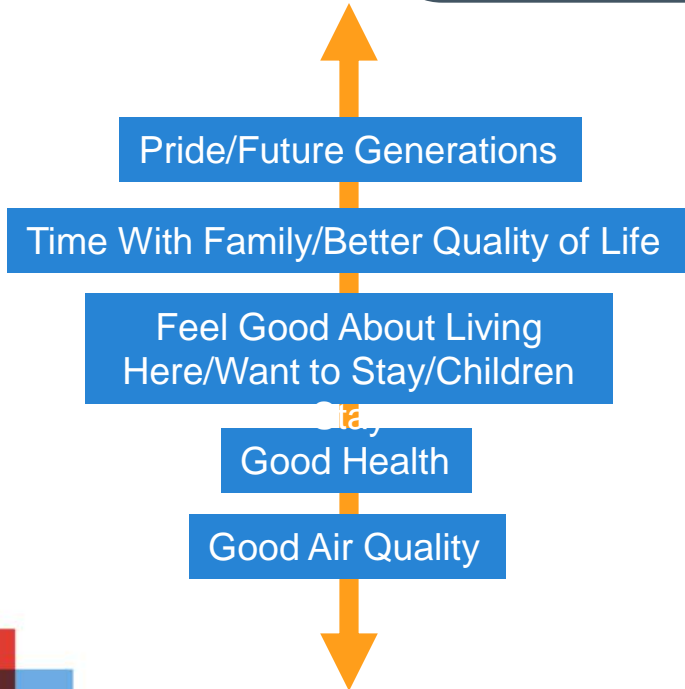 Pride/Future Generations
Time With Family/Better Quality of Life
Feel Good About Living
Here/Want to Stay/Children
Stay
Good Health
Good Air Quality